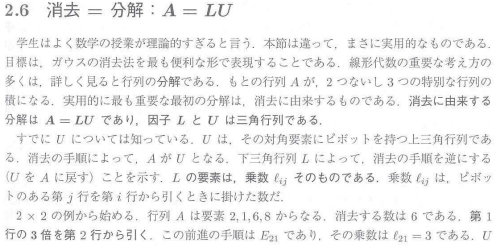 2.6 消去 = 分解：A = LU
学生はよく数学の授業が理論的すぎると言う．本節は違って，まさに実用的なものである．
目標は，ガウスの消去法を最も便利な形で表現することである．線形代数の重要な考え方の
多くは，詳しく見ると行列の分解である．もとの行列 A が，2 つないし 3 つの特別な行列の
積になる．実用的に最も重要な最初の分解は，消去に由来するものである．消去に由来する
分解は A = LU であり，因子 L と U は三角行列である．
すでに U については知っている．U は，その対角要素にピボットを持つ上三角行列であ
る．消去の手順によって，A が U となる．下三角行列 L によって，消去の手順を逆にする
(U を A に戻す) ことを示す．L の要素は，乗数 ℓij そのものである．乗数 ℓij は，ピボッ
トのある第 j 行を第 i 行から引くときに掛けた数だ．
2 × 2 の例から始める．行列 A は要素 2,1,6,8 からなる．消去する数は 6 である．第 1
行の 3 倍を第 2 行から引く．この前進の手順は E21 であり，その乗数は ℓ21 = 3 である．U